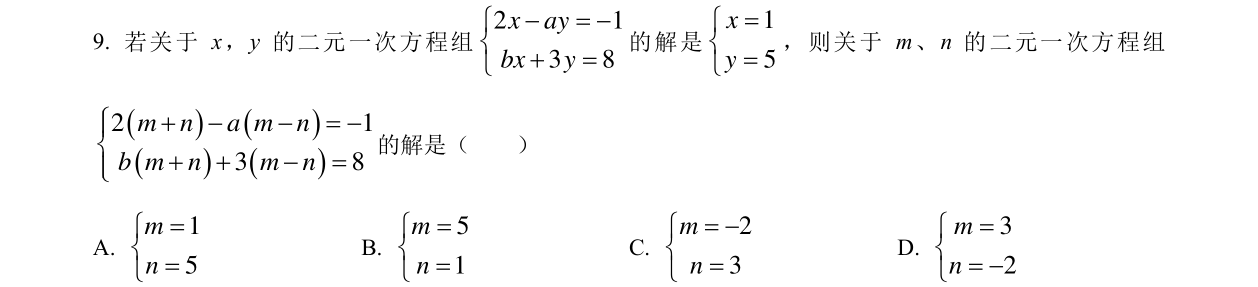 9. 若关于 x，y 的二元一次方程组 { 2x − ay = −1 的解是 { x = 1 ，则关于 m、n 的二元一次方程组
bx + 3y = 8 y = 5
{ 2(m + n) − a(m − n) = −1 的解是（  ）
b(m + n) + 3(m − n) = 8
A. { m = 1 B. { m = 5 C. { m = −2 D. { m = 3
n = 5 n = 1 n = 3 n = −2